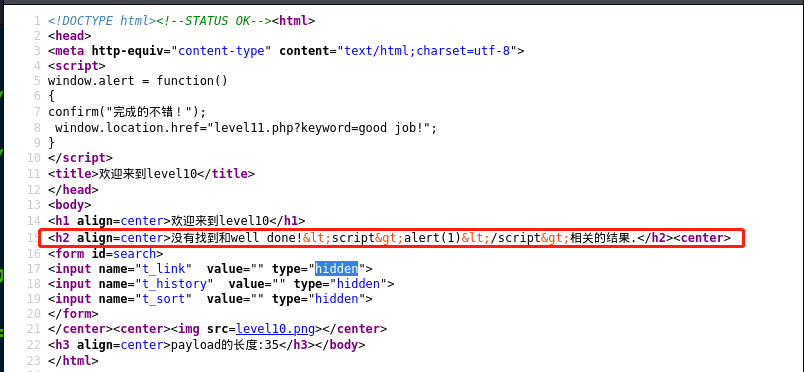 1 <!DOCTYPE html><!--STATUS OK--><html>
2 <head>
3 <meta http-equiv="content-type" content="text/html;charset=utf-8">
4 <script>
5 window.alert = function()
6 {
7 confirm("完成的不错！");
8  window.location.href="level11.php?keyword=good job!";
9 }
10 </script>
11 <title>欢迎来到level10</title>
12 </head>
13 <body>
14 <h1 align=center>欢迎来到level10</h1>
15 <h2 align=center>没有找到和well done!&lt;script&gt;alert(1)&lt;/script&gt;相关的结果.</h2><center>
16 <form id=search>
17 <input name="t_link"  value="" type="hidden">
18 <input name="t_history"  value="" type="hidden">
19 <input name="t_sort"  value="" type="hidden">
20 </form>
21 </center><center><img src=level10.png></center>
22 <h3 align=center>payload的长度:35</h3></body>
23 </html>